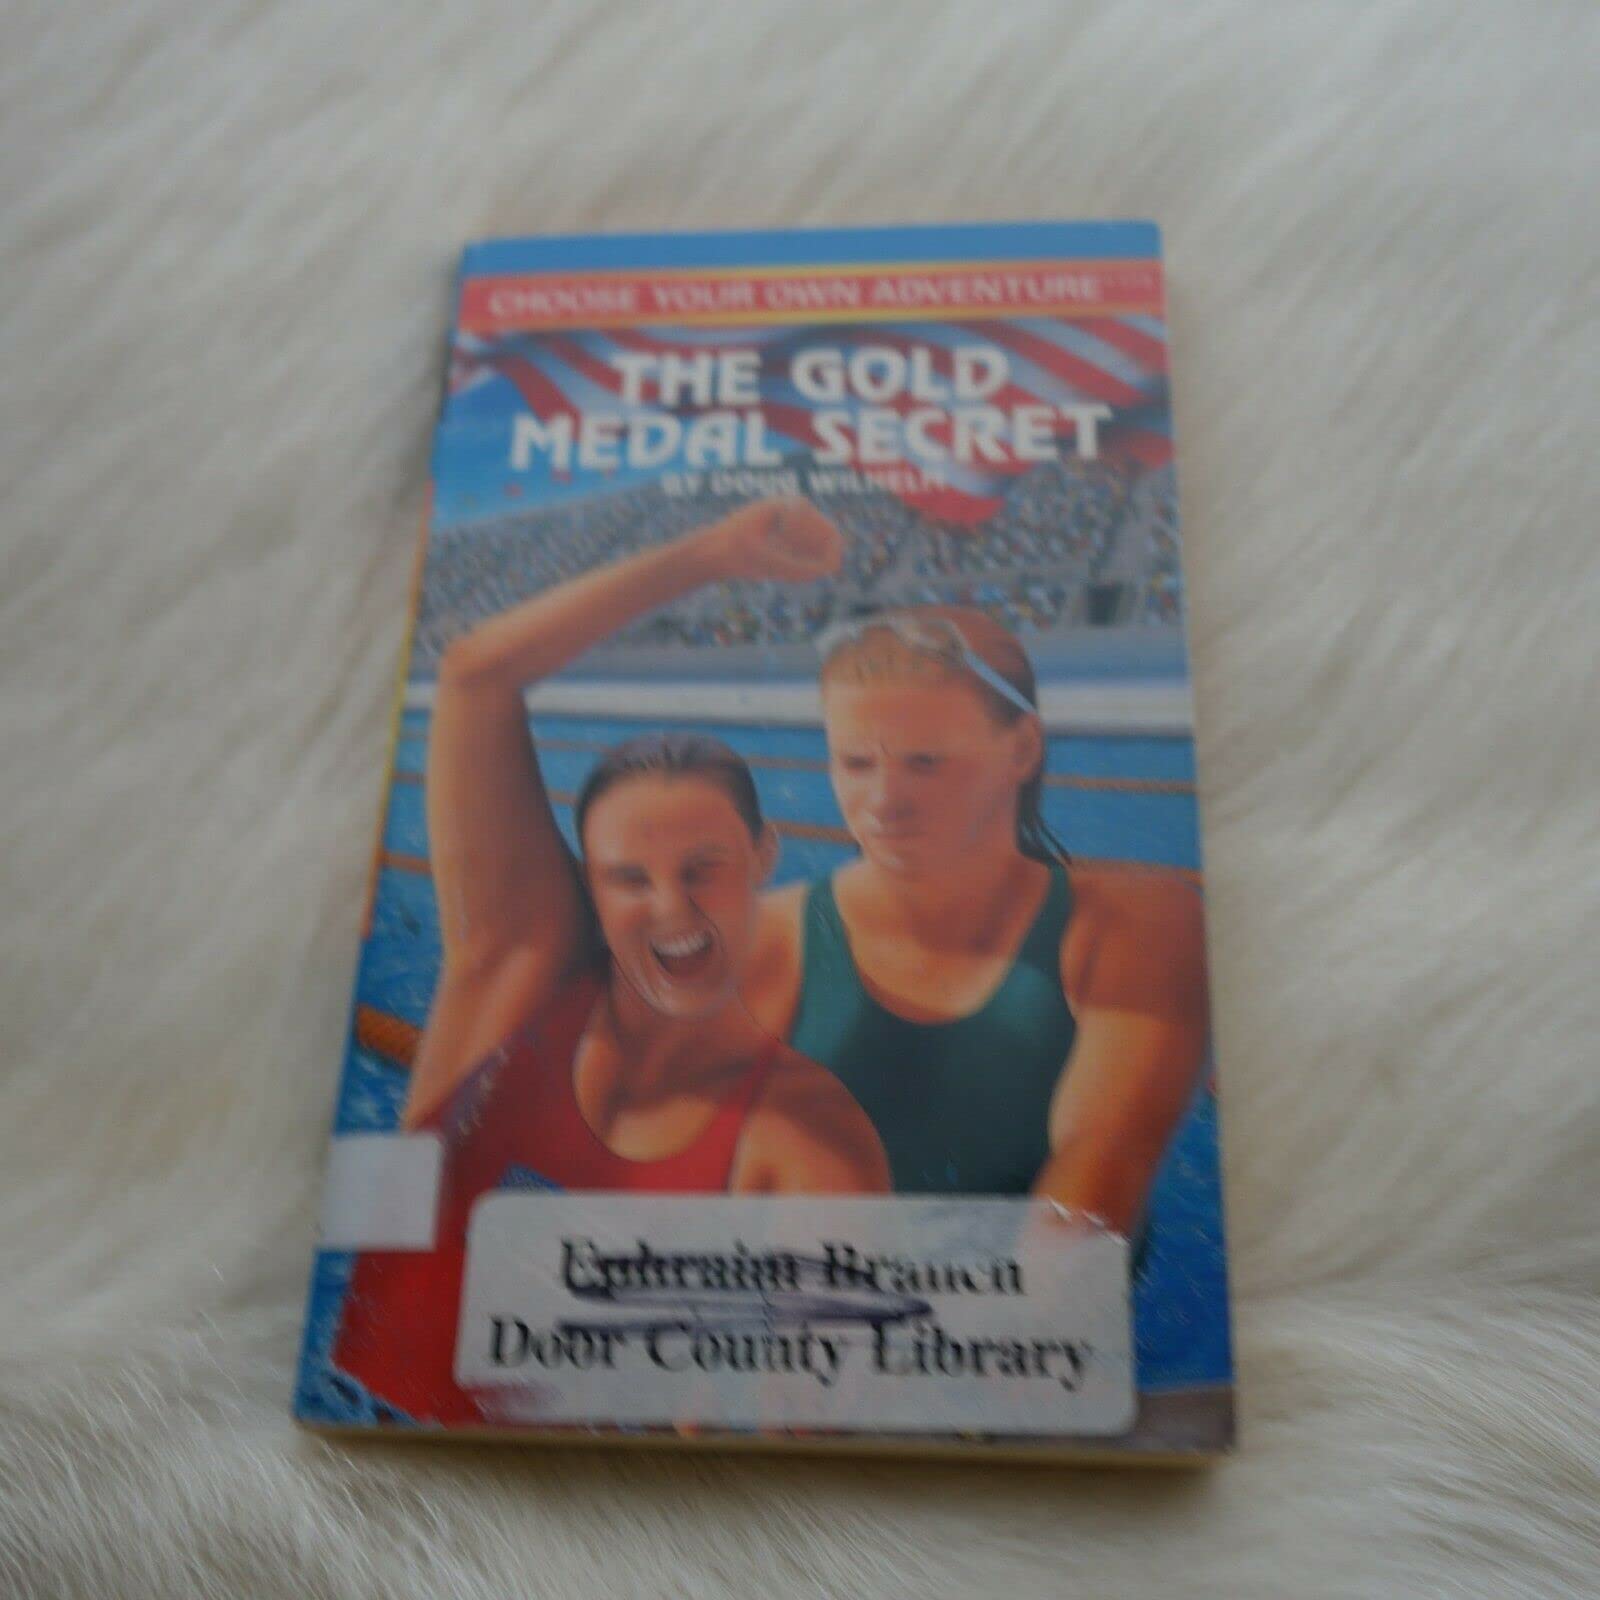 CHOOSE YOUR OWN ADVENTURE
THE GOLD
MEDAL SECRET
BY DOUG WILHELM
Ephraim Branch
Door County Library